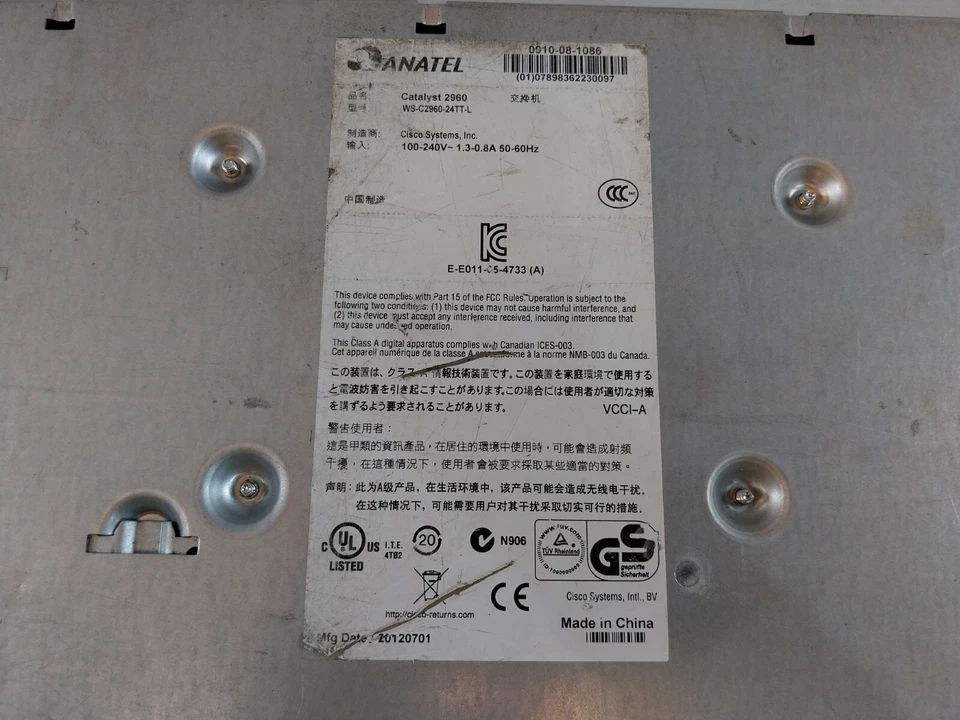 ANATEL
0910-08-1086
(01)07898362230097
品名: Catalyst 2960 交换机
型号: WS-C2960-24TT-L
制造商: Cisco Systems, Inc.
输入: 100-240V~ 1.3-0.8A 50-60Hz
中国制造
CCC
E-E011-05-4733 (A)
This device complies with Part 15 of the FCC Rules. Operation is subject to the
following two conditions: (1) this device may not cause harmful interference, and
(2) this device must accept any interference received, including interference that
may cause undesired operation.
This Class A digital apparatus complies with Canadian ICES-003.
Cet appareil numérique de la classe A est conforme à la norme NMB-003 du Canada.
この装置は、クラスA情報技術装置です。この装置を家庭環境で使用する
と電波妨害を引き起こすことがあります。この場合には使用者が適切な対策
を講ずるよう要求されることがあります。 VCCI-A
警告使用者:
這是甲類的資訊產品，在居住的環境中使用時，可能會造成射頻
干擾，在這種情況下，使用者會被要求採取某些適當的對策。
声明: 此为A级产品，在生活环境中，该产品可能会造成无线电干扰。
在这种情况下，可能需要用户对其干扰采取切实可行的措施。
C UL US LISTED
I.T.E.
4TB2
20
N906
www.tuv.com
TÜV Rheinland
GS
geprüfte
Sicherheit
http://cisco-returns.com
CE
Cisco Systems, Intl., BV
Made in China
Mfg Date: 20120701